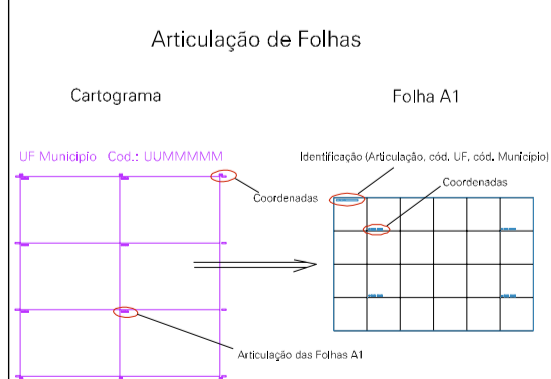 Articulação de Folhas
Cartograma
Folha A1
UF Municipio Cod.: UUMMMMM
Identificação (Articulação, cód. UF, cód. Município)
Coordenadas
Coordenadas
Articulação das Folhas A1